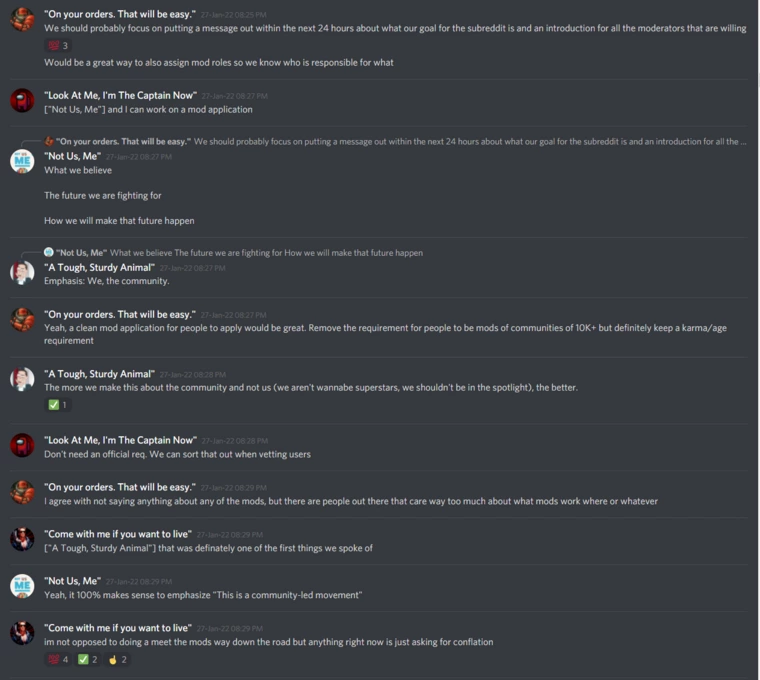 "On your orders. That will be easy." 27-Jan-22 08:25 PM
We should probably focus on putting a message out within the next 24 hours about what our goal for the subreddit is and an introduction for all the moderators that are willing
💯 3
Would be a great way to also assign mod roles so we know who is responsible for what
"Look At Me, I'm The Captain Now" 27-Jan-22 08:27 PM
["Not Us, Me"] and I can work on a mod application
"On your orders. That will be easy." We should probably focus on putting a message out within the next 24 hours about what our goal for the subreddit is and an introduction for all the ...
"Not Us, Me" 27-Jan-22 08:27 PM
ME
What we believe
The future we are fighting for
How we will make that future happen
"Not Us, Me" What we believe The future we are fighting for How we will make that future happen
"A Tough, Sturdy Animal" 27-Jan-22 08:27 PM
Emphasis: We, the community.
"On your orders. That will be easy." 27-Jan-22 08:27 PM
Yeah, a clean mod application for people to apply would be great. Remove the requirement for people to be mods of communities of 10K+ but definitely keep a karma/age
requirement
"A Tough, Sturdy Animal" 27-Jan-22 08:28 PM
The more we make this about the community and not us (we aren't wannabe superstars, we shouldn't be in the spotlight), the better.
✅ 1
"Look At Me, I'm The Captain Now" 27-Jan-22 08:28 PM
Don't need an official req. We can sort that out when vetting users
"On your orders. That will be easy." 27-Jan-22 08:29 PM
I agree with not saying anything about any of the mods, but there are people out there that care way too much about what mods work where or whatever
"Come with me if you want to live" 27-Jan-22 08:29 PM
["A Tough, Sturdy Animal"] that was definately one of the first things we spoke of
"Not Us, Me" 27-Jan-22 08:29 PM
ME
Yeah, it 100% makes sense to emphasize "This is a community-led movement"
"Come with me if you want to live" 27-Jan-22 08:29 PM
im not opposed to doing a meet the mods way down the road but anything right now is just asking for conflation
💯 4 ✅ 2 ☝ 2